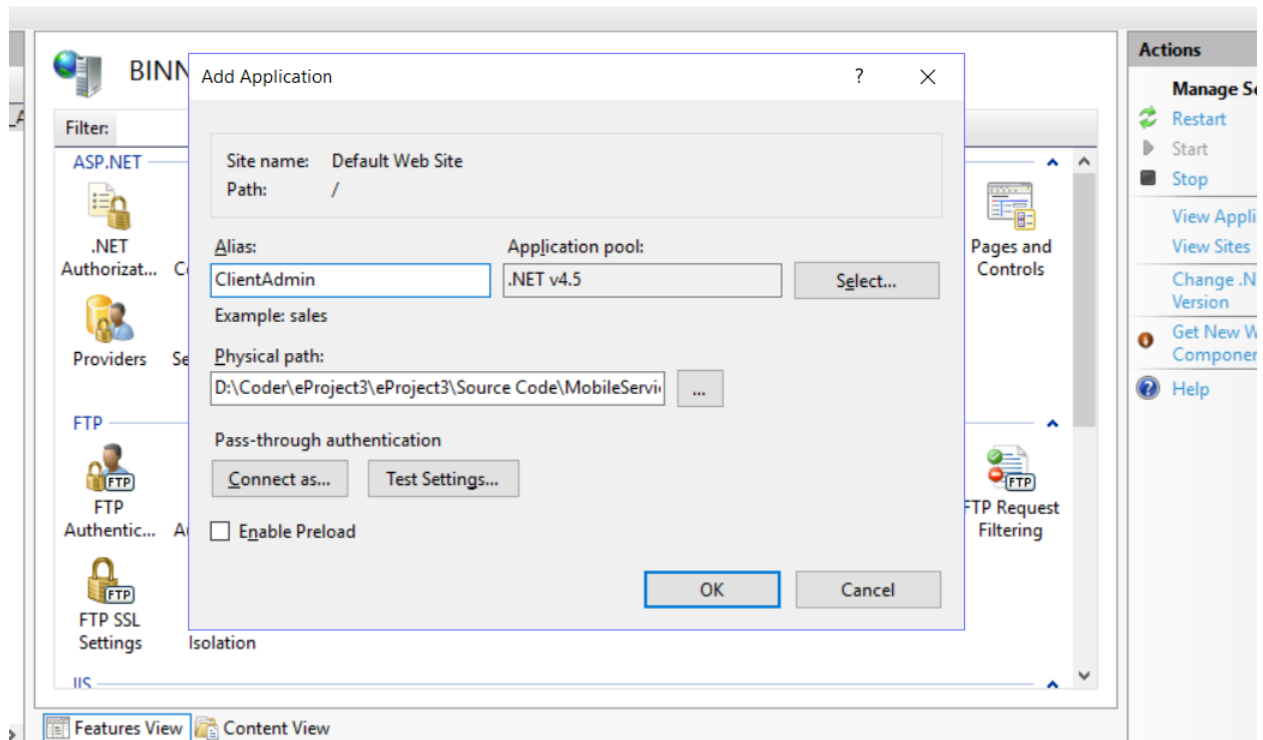 BINN
Filter:
ASP.NET
.NET
Authorizat...
Providers
FTP
FTP
FTP
Authentic...
FTP
FTP SSL
Settings
Isolation
IIS
Features View
Content View
Add Application
?
Site name: Default Web Site
Path: /
Alias:
Application pool:
ClientAdmin
.NET v4.5
Select...
Example: sales
Physical path:
D:\Coder\eProject3\eProject3\Source Code\MobileServi
...
Pass-through authentication
Connect as...
Test Settings...
Enable Preload
OK
Cancel
Pages and
Controls
FTP
FTP Request
Filtering
Actions
Manage Se
Restart
Start
Stop
View Appli
View Sites
Change .N
Version
Get New W
Componer
Help